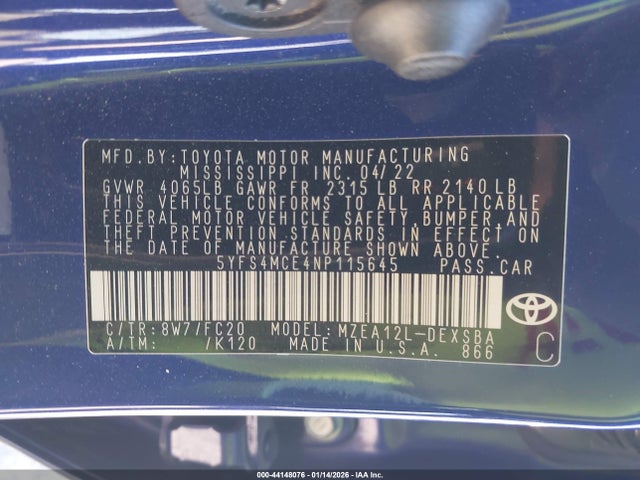 MFD. BY: TOYOTA MOTOR MANUFACTURING
MISSISSIPPI INC. 04/22
GVWR 4065LB GAWR FR 2315 LB RR 2140 LB
THIS VEHICLE CONFORMS TO ALL APPLICABLE
FEDERAL MOTOR VEHICLE SAFETY, BUMPER, AND
THEFT PREVENTION STANDARDS IN EFFECT ON
THE DATE OF MANUFACTURE SHOWN ABOVE.
5YFS4MCE4NP115645 PASS.CAR
C/TR: 8W7/FC20 MODEL: MZEA12L-DEXSBA
A/TM: /K120 MADE IN U.S.A. 866
C
000-44148076 - 01/14/2026 - IAA Inc.